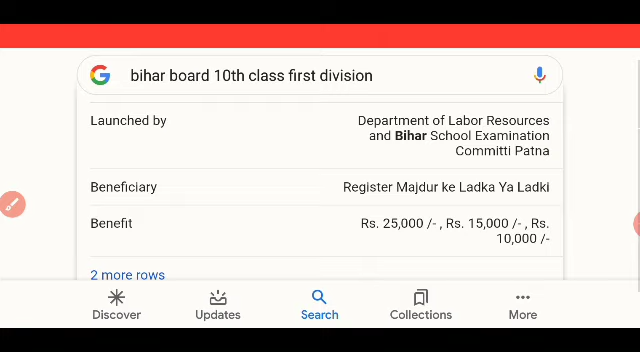 bihar board 10th class first division
Launched by
Department of Labor Resources
and Bihar School Examination
Committi Patna
Beneficiary
Register Majdur ke Ladka Ya Ladki
Benefit
Rs. 25,000 /- , Rs. 15,000 /- , Rs.
10,000 /-
2 more rows
Discover
Updates
Search
Collections
More